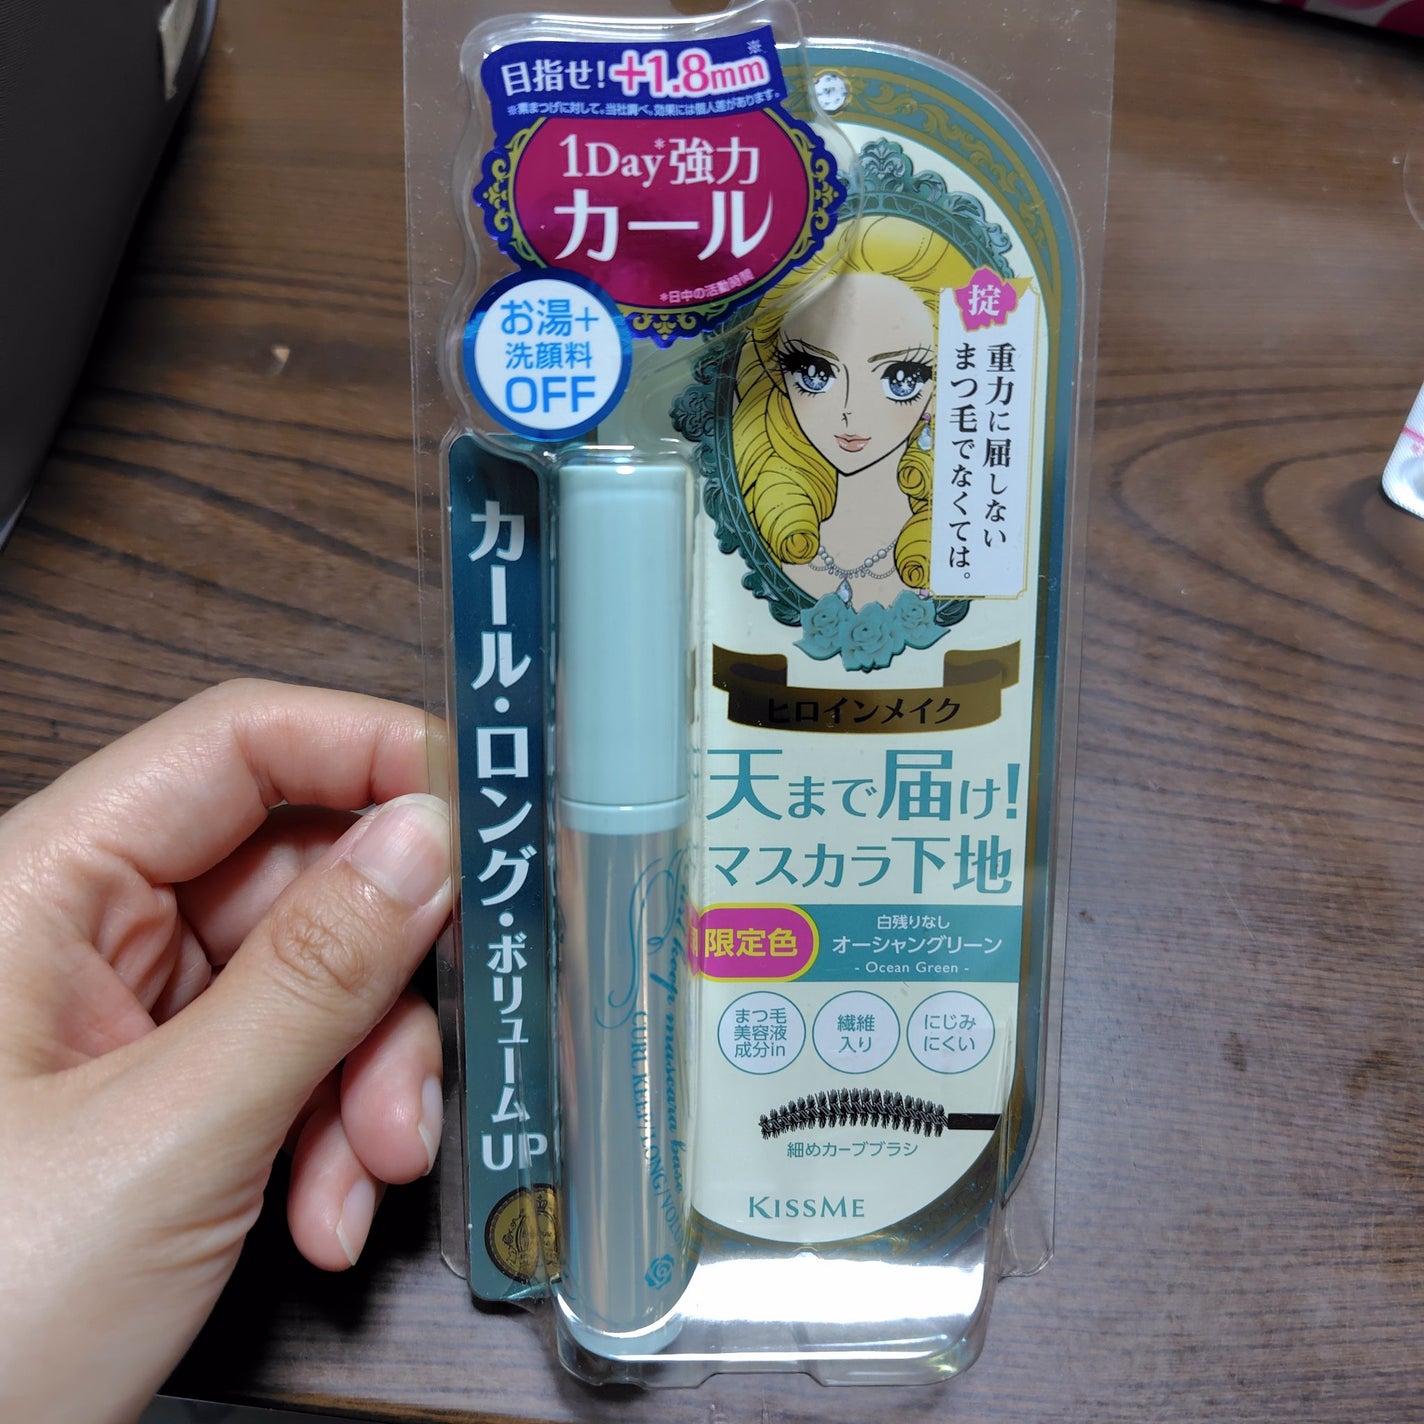 目指せ!+1.8mm※
※素まつげに対して。当社調べ。効果には個人差があります。
1Day*強力
カール
*日中の活動時間
お湯+
洗顔料
OFF
掟
重力に屈しない
まつ毛でなくては。
カール・ロング・ボリュームUP
ヒロインメイク
天まで届け!
マスカラ下地
限定色
白残りなし
オーシャングリーン
- Ocean Green -
まつ毛
美容液
成分in
繊維
入り
にじみ
にくい
細めカーブブラシ
KISSME
mascara base
CURL KEEP/LONG/